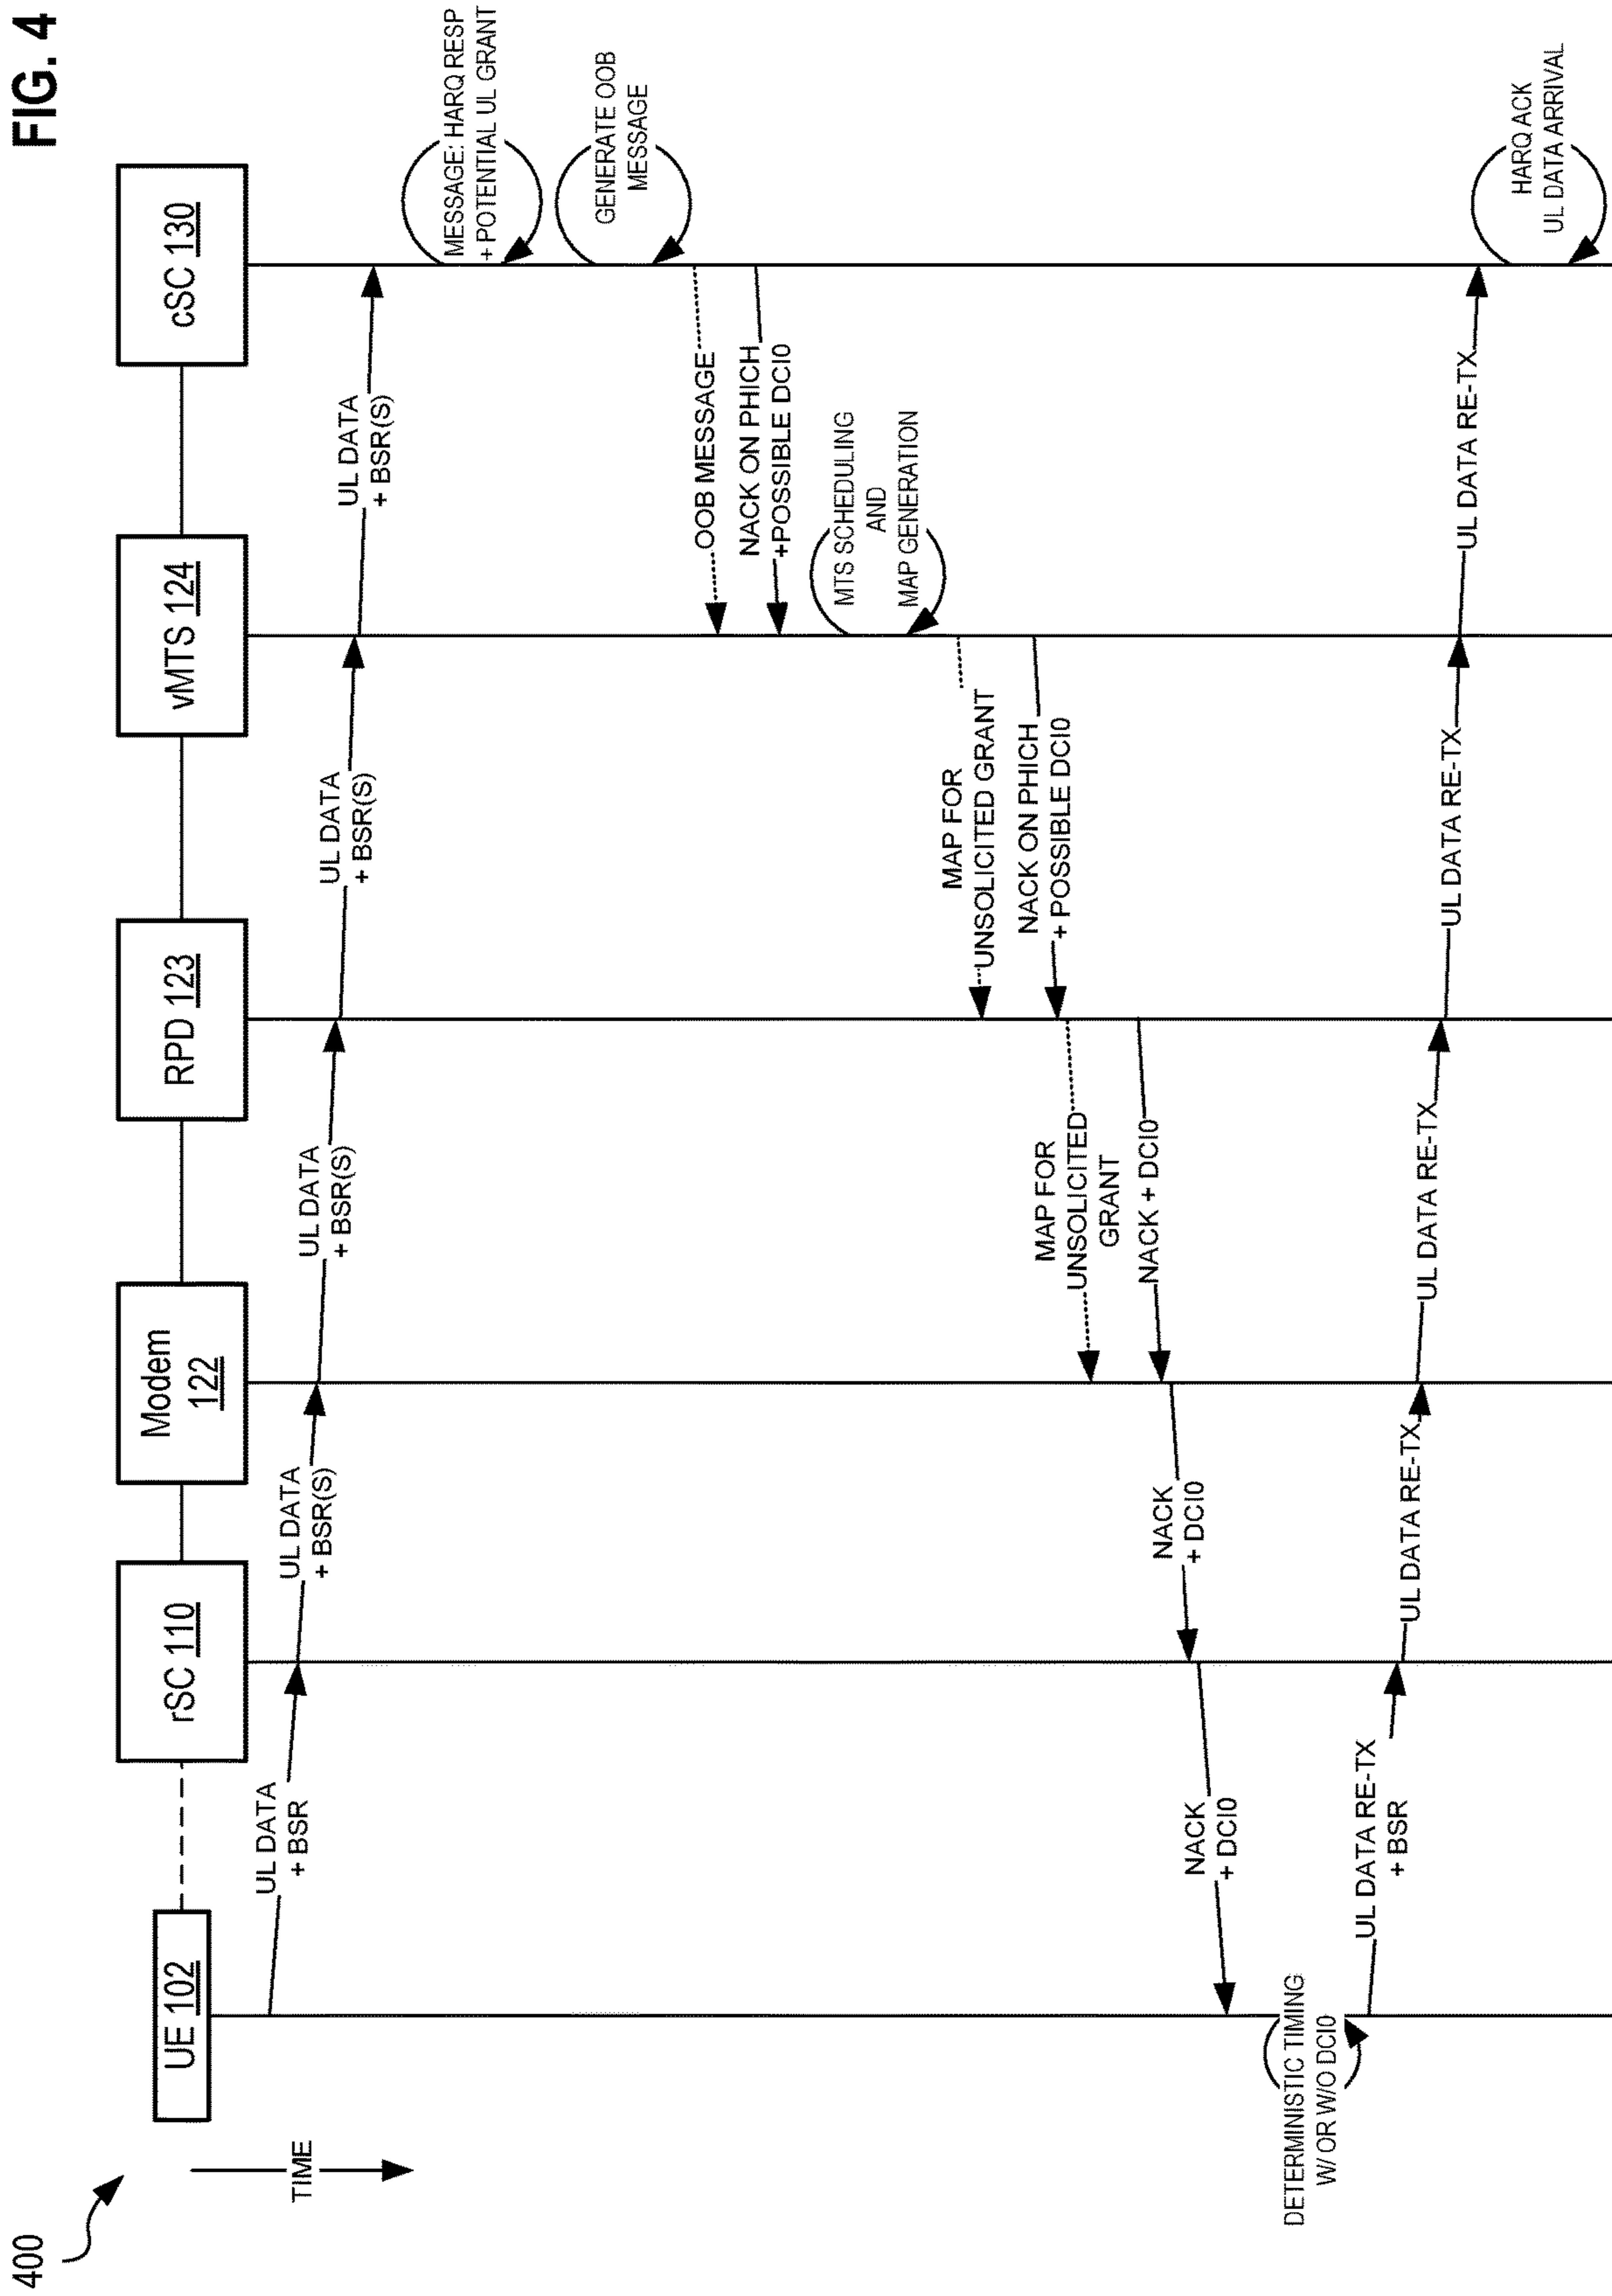 FIG. 4
400
TIME
UE 102
rSC 110
Modem
122
RPD 123
vMTS 124
cSC 130
UL DATA
+ BSR
UL DATA
+ BSR(S)
UL DATA
+ BSR(S)
UL DATA
+ BSR(S)
UL DATA
+ BSR(S)
MESSAGE: HARQ RESP
+ POTENTIAL UL GRANT
GENERATE OOB
MESSAGE
OOB MESSAGE
NACK ON PHICH
+POSSIBLE DCI0
MTS SCHEDULING
AND
MAP GENERATION
MAP FOR
UNSOLICITED GRANT
NACK ON PHICH
+ POSSIBLE DCI0
MAP FOR
UNSOLICITED
GRANT
NACK + DCI0
NACK
+ DCI0
NACK
+ DCI0
DETERMINISTIC TIMING
W/ OR W/O DCI0
UL DATA RE-TX
+ BSR
UL DATA RE-TX
UL DATA RE-TX
UL DATA RE-TX
UL DATA RE-TX
HARQ ACK
UL DATA ARRIVAL